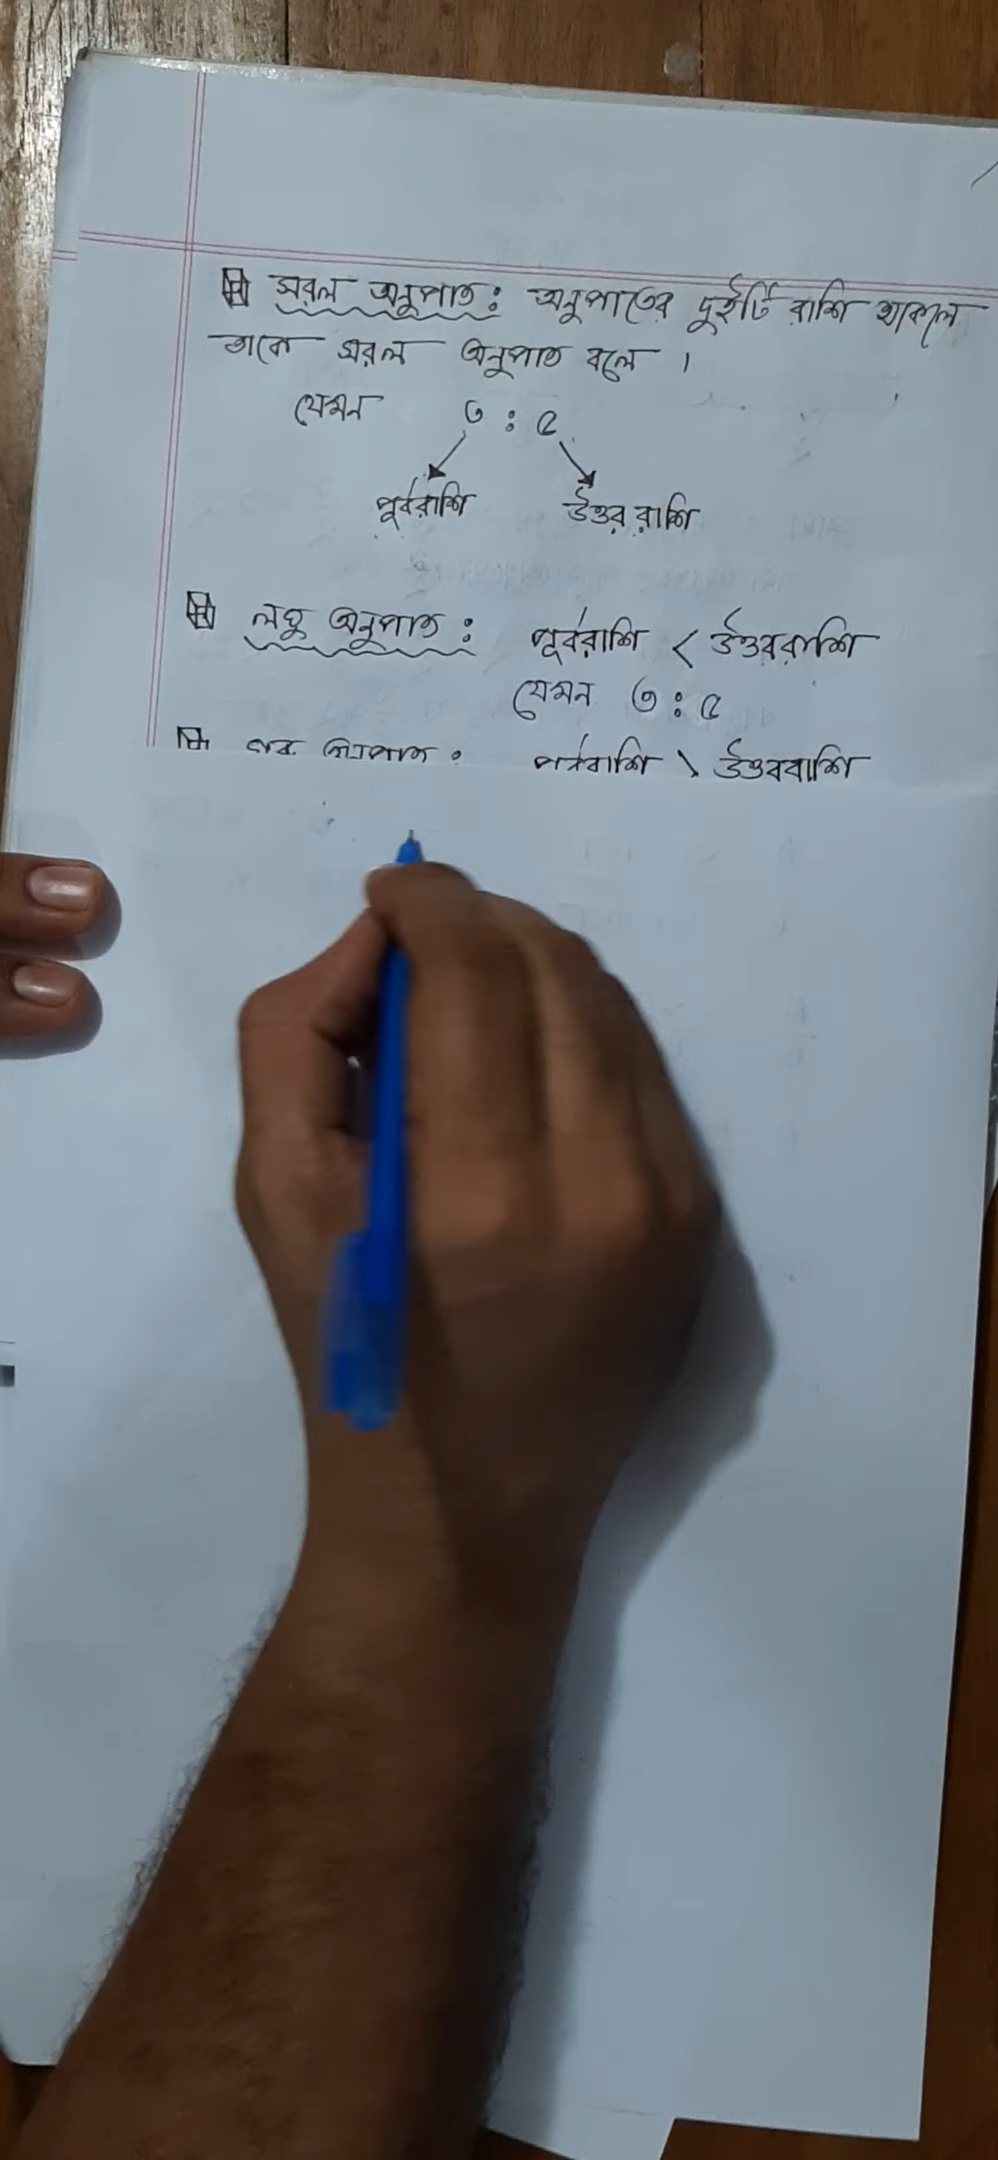 সরল অনুপাত : অনুপাতের দুইটি রাশি থাকলে
তাকে সরল অনুপাত বলে ।
যেমন ৩ : ৫
পূর্বরাশি উত্তর রাশি
লঘু অনুপাত : পূর্বরাশি < উত্তররাশি
যেমন ৩ : ৫
অনুপাত : পূর্বরাশি > উত্তররাশি